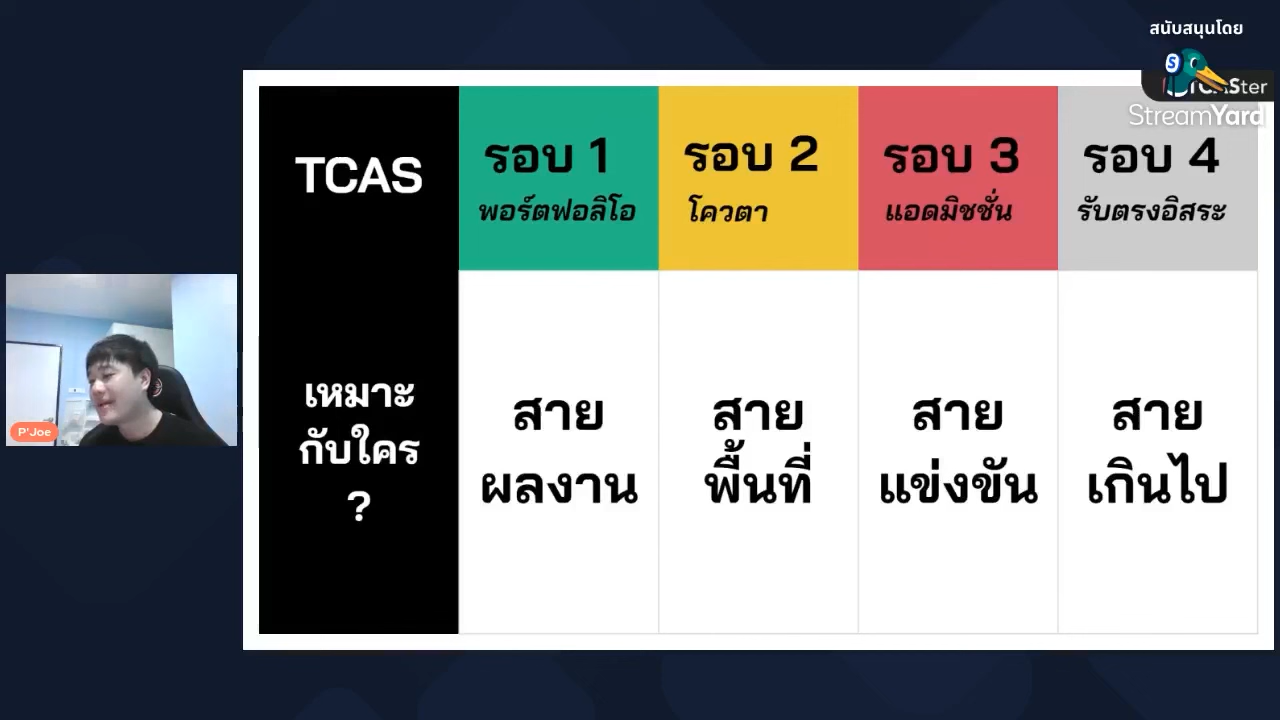 สนับสนุนโดย
StreamYard
TCAS
รอบ 1
พอร์ตฟอลิโอ
รอบ 2
โควตา
รอบ 3
แอดมิชชั่น
รอบ 4
รับตรงอิสระ
เหมาะ
กับใคร
?
สาย
ผลงาน
สาย
พื้นที่
สาย
แข่งขัน
สาย
เกินไป
P'Joe